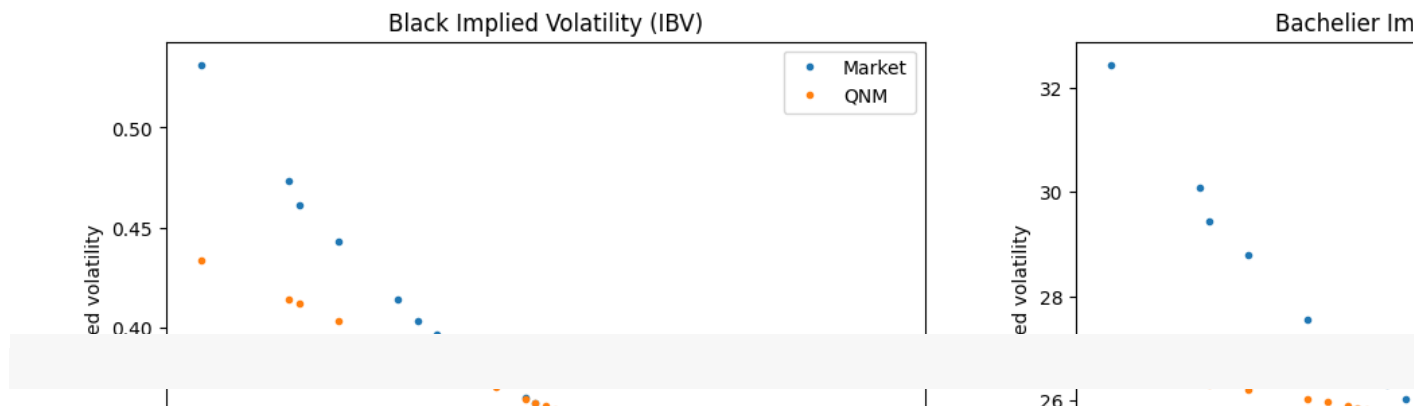 Black Implied Volatility (IBV)
Market
QNM
0.50
0.45
0.40
ed volatility
Bachelier Im
32
30
28
26
ed volatility